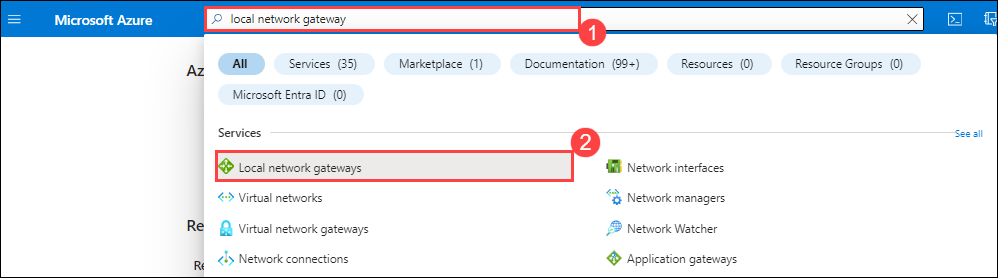 Microsoft Azure
local network gateway
1
Az
All
Services (35)
Marketplace (1)
Documentation (99+)
Resources (0)
Resource Groups (0)
Microsoft Entra ID (0)
Services
See all
2
Local network gateways
Network interfaces
Virtual networks
Network managers
Re
Virtual network gateways
Network Watcher
Re
Network connections
Application gateways